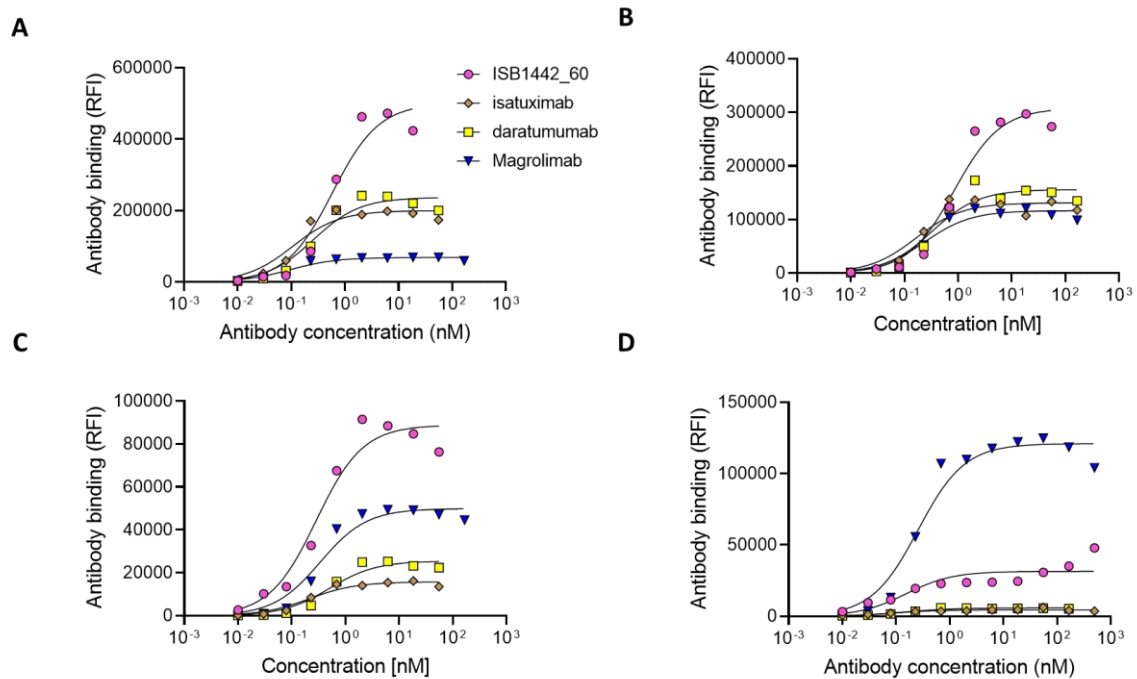 A
Antibody binding (RFI)
600000
400000
200000
0
10-3
10-2
10-1
100
101
102
103
Antibody concentration (nM)
ISB1442_60
isatuximab
daratumumab
Magrolimab
B
Antibody binding (RFI)
400000
300000
200000
100000
0
10-3
10-2
10-1
100
101
102
103
Concentration [nM]
C
Antibody binding (RFI)
100000
80000
60000
40000
20000
0
10-3
10-2
10-1
100
101
102
103
Concentration [nM]
D
Antibody binding (RFI)
150000
100000
50000
0
10-3
10-2
10-1
100
101
102
103
Antibody concentration (nM)